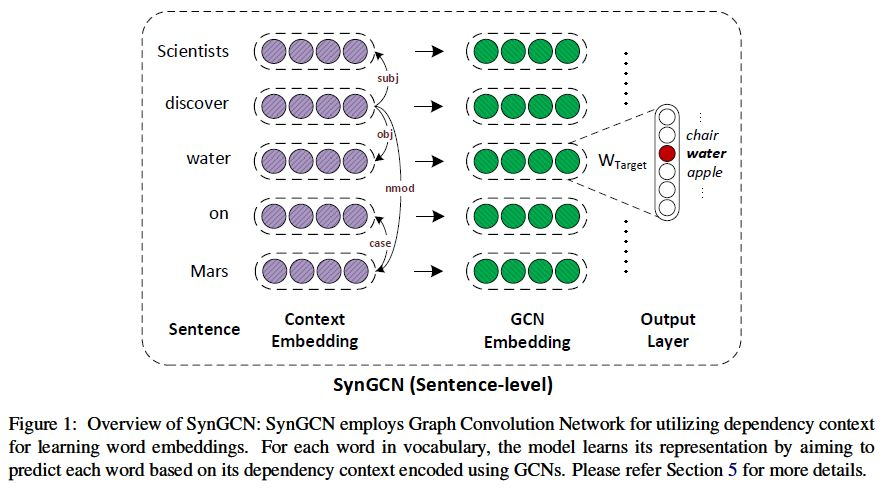 Scientists
subj
discover
obj
water
W_Target
chair
water
apple
nmod
on
case
Mars
Sentence
Context
Embedding
GCN
Embedding
Output
Layer
SynGCN (Sentence-level)
Figure 1: Overview of SynGCN: SynGCN employs Graph Convolution Network for utilizing dependency context
for learning word embeddings. For each word in vocabulary, the model learns its representation by aiming to
predict each word based on its dependency context encoded using GCNs. Please refer Section 5 for more details.